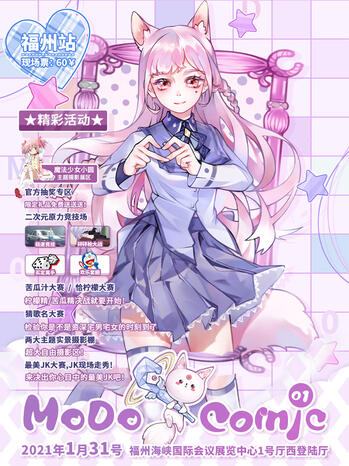 福州站
现场票：60￥
★精彩活动★
魔法少女小圆
主题摄影展区
官方抽奖专区
限定礼品免费送送送！
二次元原力竞技场
苦瓜汁大赛 / 恰柠檬大赛
柠檬精/苦瓜精决战就要开始！
猜歌名大赛
检验你是不是资深宅男宅女的时刻到了
两大主题实景摄影棚
超大自由摄影区！
最美JK大赛,JK现场走秀！
来决出你心目中的最美JK吧！
MoDo Comic 01
2021年1月31号 福州海峡国际会议展览中心1号厅西登陆厅